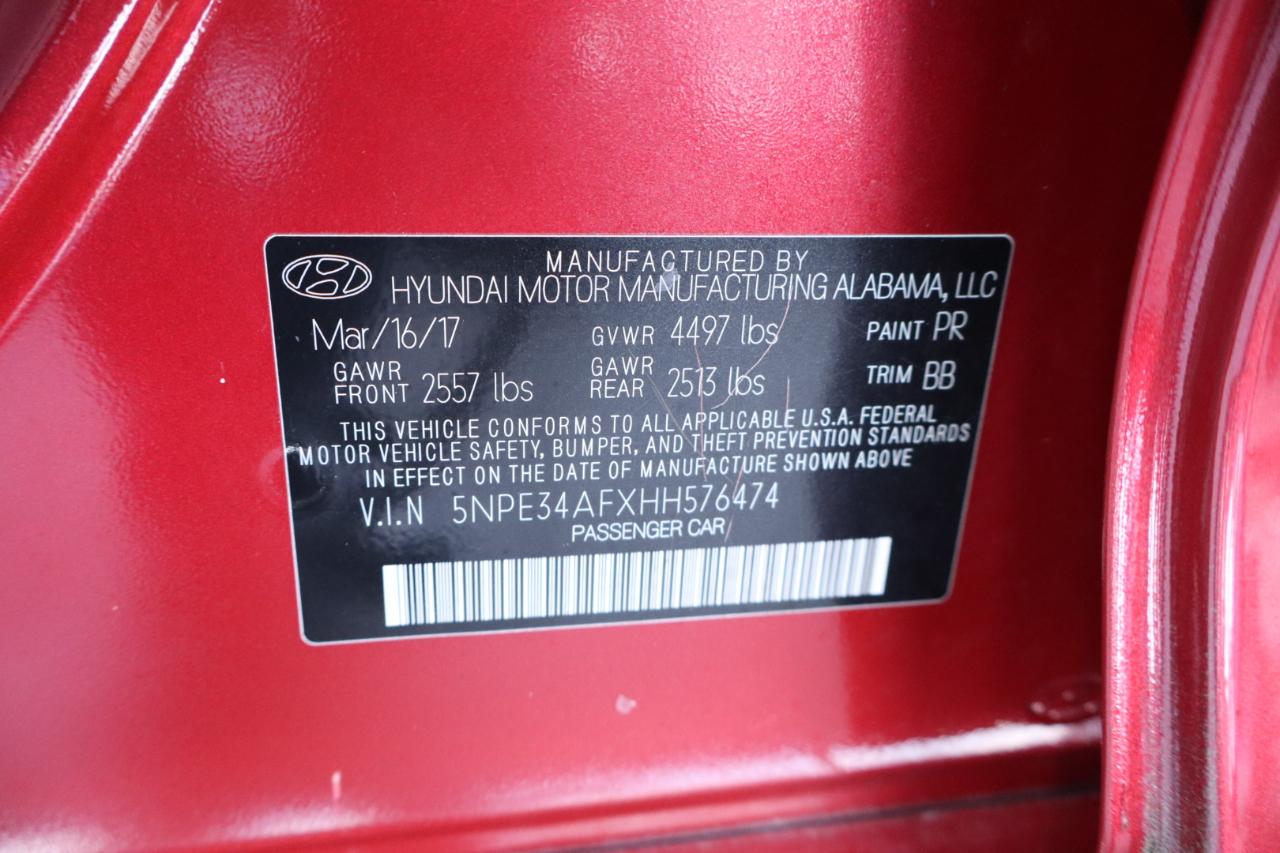 MANUFACTURED BY
HYUNDAI MOTOR MANUFACTURING ALABAMA, LLC
Mar/16/17 GVWR 4497 lbs PAINT PR
GAWR FRONT 2557 lbs GAWR REAR 2513 lbs TRIM BB
THIS VEHICLE CONFORMS TO ALL APPLICABLE U.S.A. FEDERAL
MOTOR VEHICLE SAFETY, BUMPER, AND THEFT PREVENTION STANDARDS
IN EFFECT ON THE DATE OF MANUFACTURE SHOWN ABOVE
V.I.N 5NPE34AFXHH576474
PASSENGER CAR